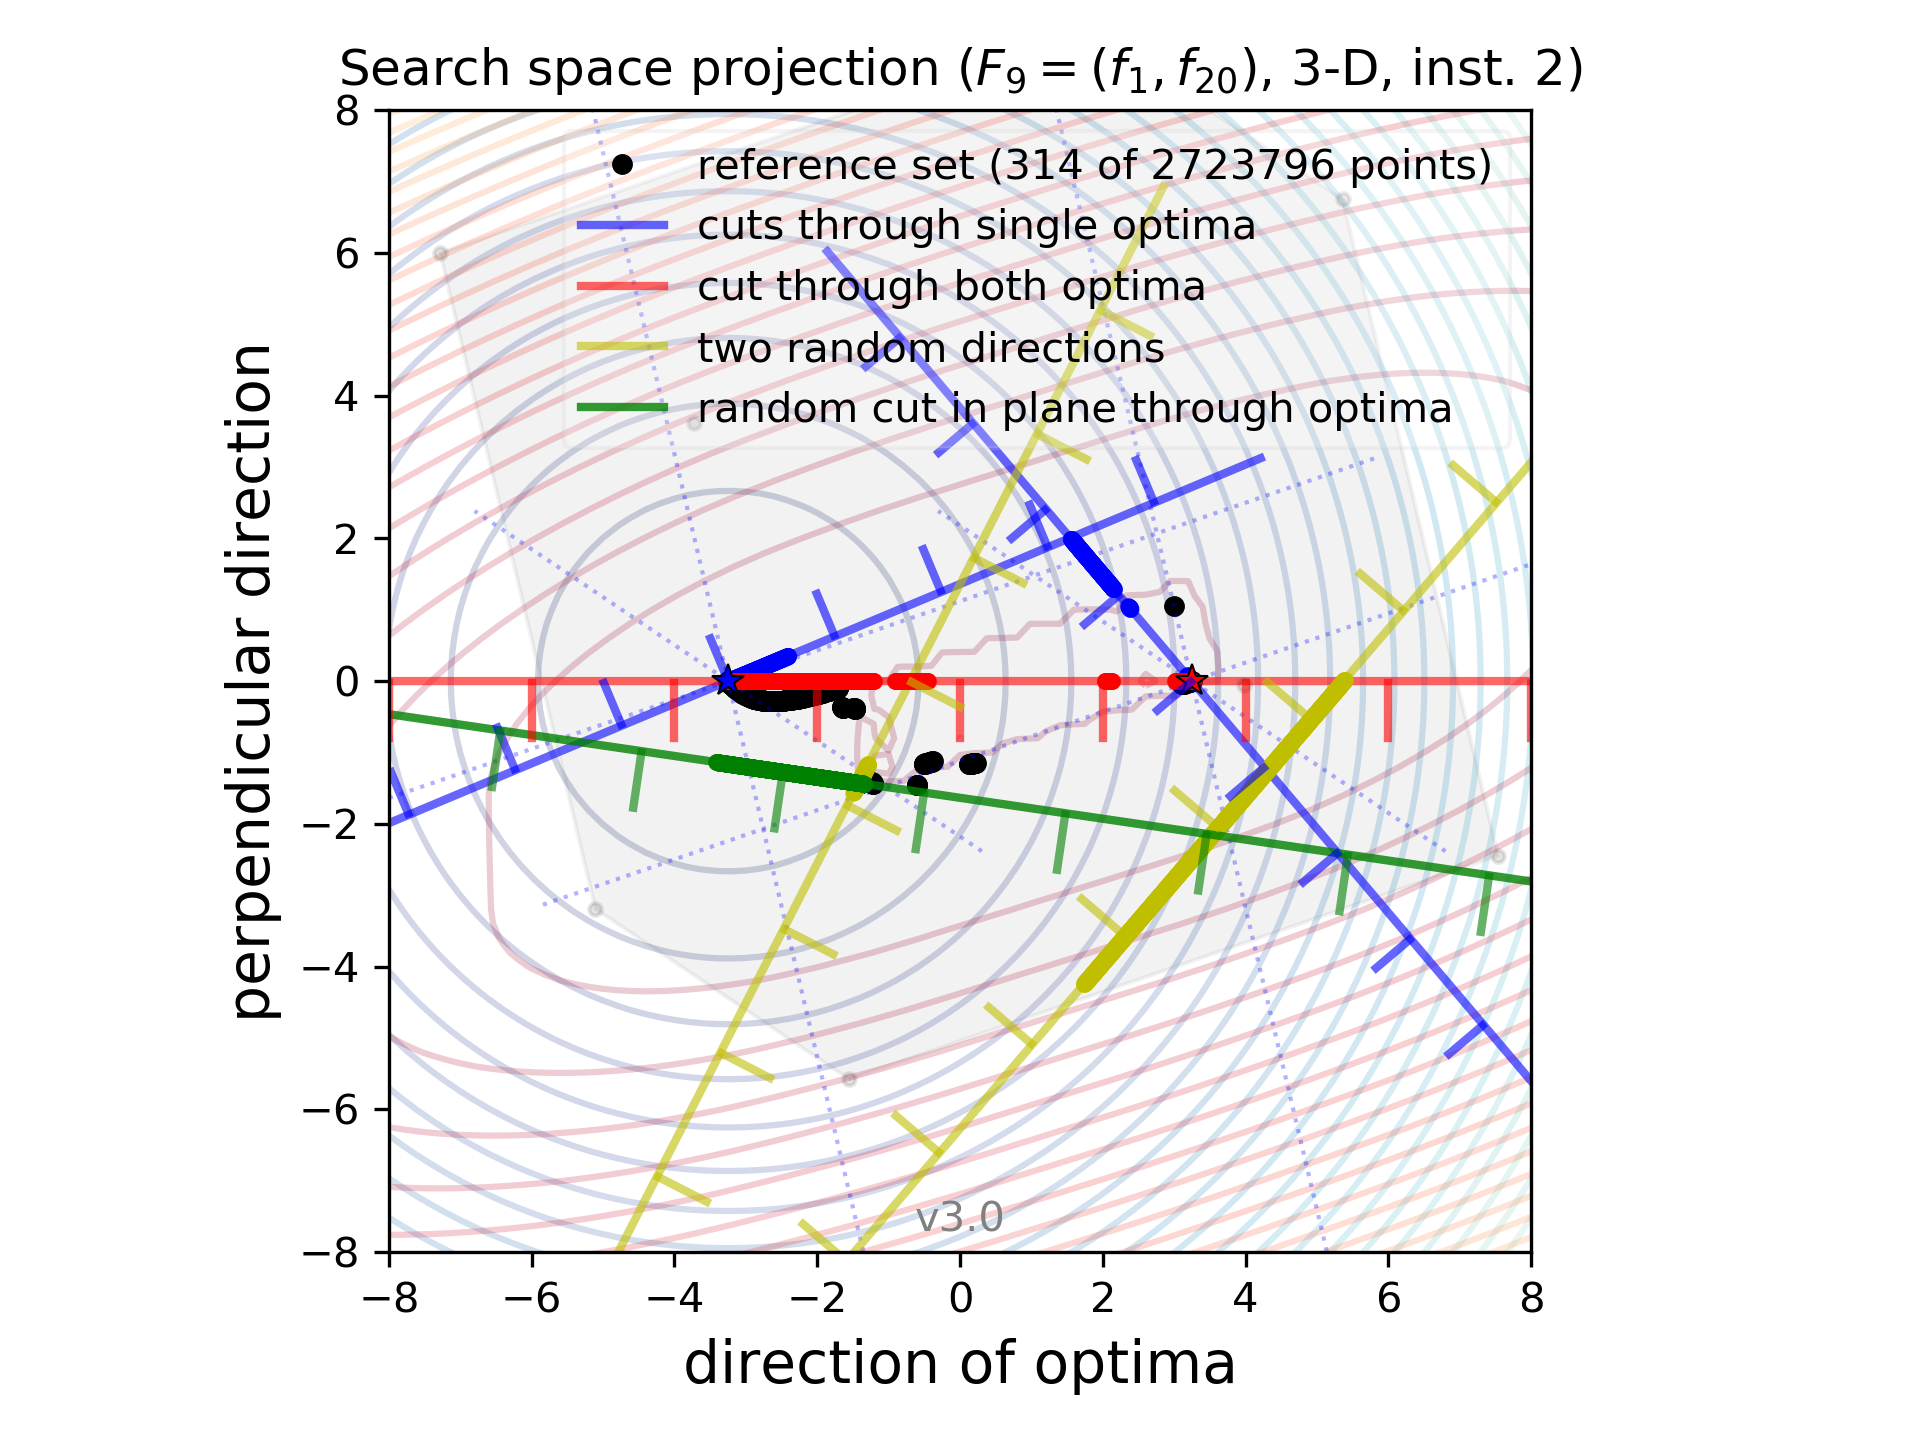 Search space projection (F₉ = (f₁, f₂₀), 3-D, inst. 2)
reference set (314 of 2723796 points)
cuts through single optima
cut through both optima
two random directions
random cut in plane through optima
perpendicular direction
8
6
4
2
0
−2
−4
−6
−8
v3.0
−8 −6 −4 −2 0 2 4 6 8
direction of optima